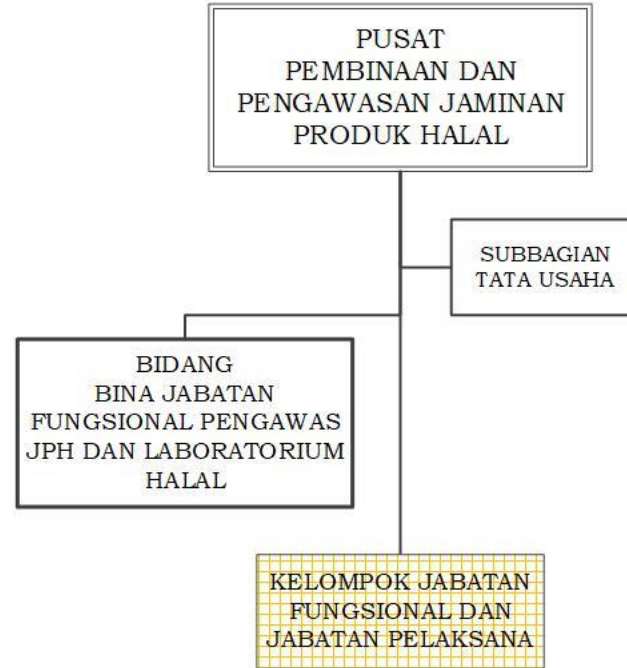 PUSAT
PEMBINAAN DAN
PENGAWASAN JAMINAN
PRODUK HALAL
SUBBAGIAN
TATA USAHA
BIDANG
BINA JABATAN
FUNGSIONAL PENGAWAS
JPH DAN LABORATORIUM
HALAL
KELOMPOK JABATAN
FUNGSIONAL DAN
JABATAN PELAKSANA